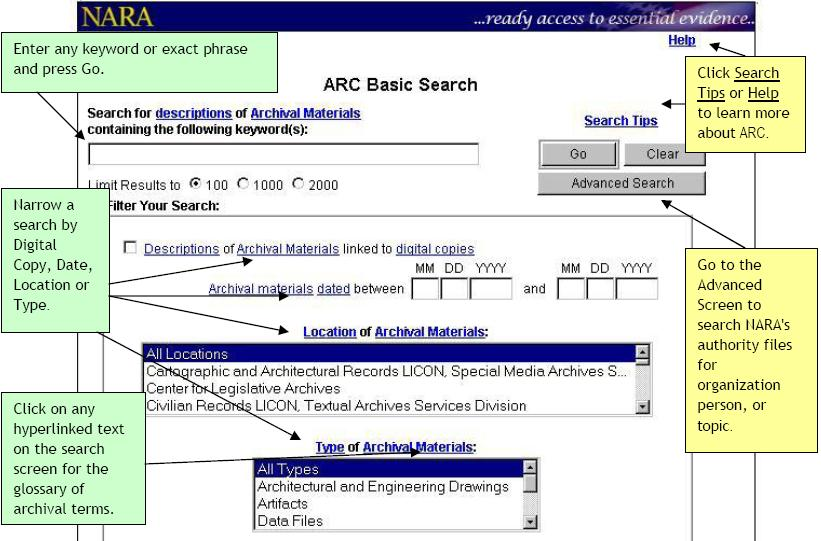 NARA
...ready access to essential evidence..
Help
Enter any keyword or exact phrase
and press Go.
ARC Basic Search
Click Search
Tips or Help
to learn more
about ARC.
Search for descriptions of Archival Materials
containing the following keyword(s):
Search Tips
Go
Clear
Limit Results to 100 1000 2000
Advanced Search
Filter Your Search:
Narrow a
search by
Digital
Copy, Date,
Location or
Type.
Descriptions of Archival Materials linked to digital copies
MM DD YYYY MM DD YYYY
Archival materials dated between and
Go to the
Advanced
Screen to
search NARA's
authority files
for
organization
person, or
topic.
Location of Archival Materials:
All Locations
Cartographic and Architectural Records LICON, Special Media Archives S...
Center for Legislative Archives
Civilian Records LICON, Textual Archives Services Division
Click on any
hyperlinked text
on the search
screen for the
glossary of
archival terms.
Type of Archival Materials:
All Types
Architectural and Engineering Drawings
Artifacts
Data Files